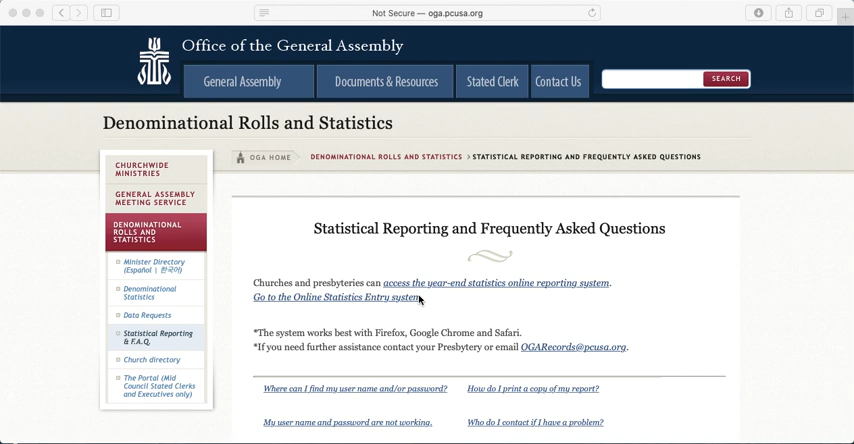 Not Secure — oga.pcusa.org
Office of the General Assembly
General Assembly
Documents & Resources
Stated Clerk
Contact Us
SEARCH
Denominational Rolls and Statistics
CHURCHWIDE
MINISTRIES
GENERAL ASSEMBLY
MEETING SERVICE
DENOMINATIONAL
ROLLS AND
STATISTICS
Minister Directory
(Español | 한국어)
Denominational
Statistics
Data Requests
Statistical Reporting
& F.A.Q.
Church directory
The Portal (Mid
Council Stated Clerks
and Executives only)
OGA HOME
DENOMINATIONAL ROLLS AND STATISTICS > STATISTICAL REPORTING AND FREQUENTLY ASKED QUESTIONS
Statistical Reporting and Frequently Asked Questions
Churches and presbyteries can access the year-end statistics online reporting system.
Go to the Online Statistics Entry system
*The system works best with Firefox, Google Chrome and Safari.
*If you need further assistance contact your Presbytery or email OGARecords@pcusa.org.
Where can I find my user name and/or password?
How do I print a copy of my report?
My user name and password are not working.
Who do I contact if I have a problem?